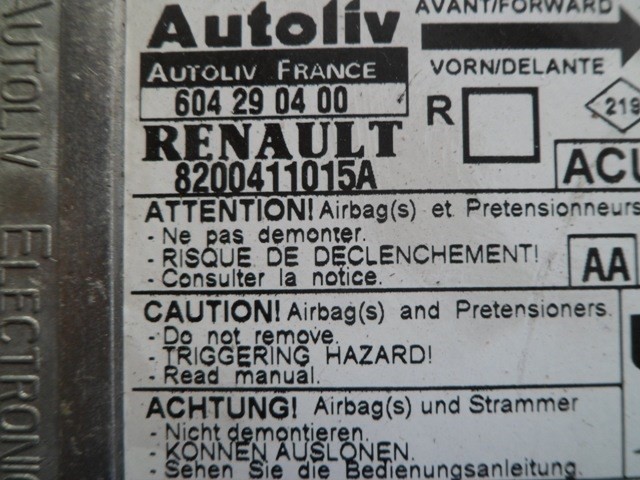 Autoliv
AVANT/FORWARD
AUTOLIV FRANCE
VORN/DELANTE
604 29 04 00
R
219
RENAULT
8200411015A
ACU
ATTENTION! Airbag(s) et Pretensionneurs
- Ne pas demonter.
- RISQUE DE DECLENCHEMENT!
- Consulter la notice.
AA
CAUTION! Airbag(s) and Pretensioners.
- Do not remove.
- TRIGGERING HAZARD!
- Read manual.
ACHTUNG! Airbag(s) und Strammer
- Nicht demontieren.
- KONNEN AUSLONEN.
- Sehen Sie die Bedienungsanleitung.
AUTOLIV ELECTRONIC